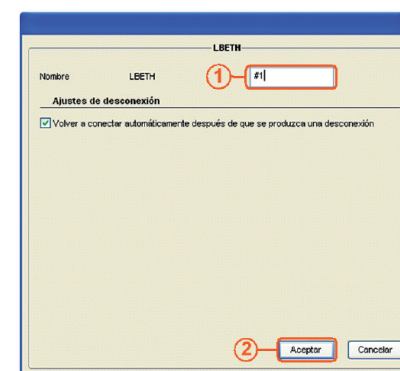 LBETH
Nombre LBETH 1 #1
Ajustes de desconexión
Volver a conectar automáticamente después de que se produzca una desconexión
2 Aceptar Cancelar